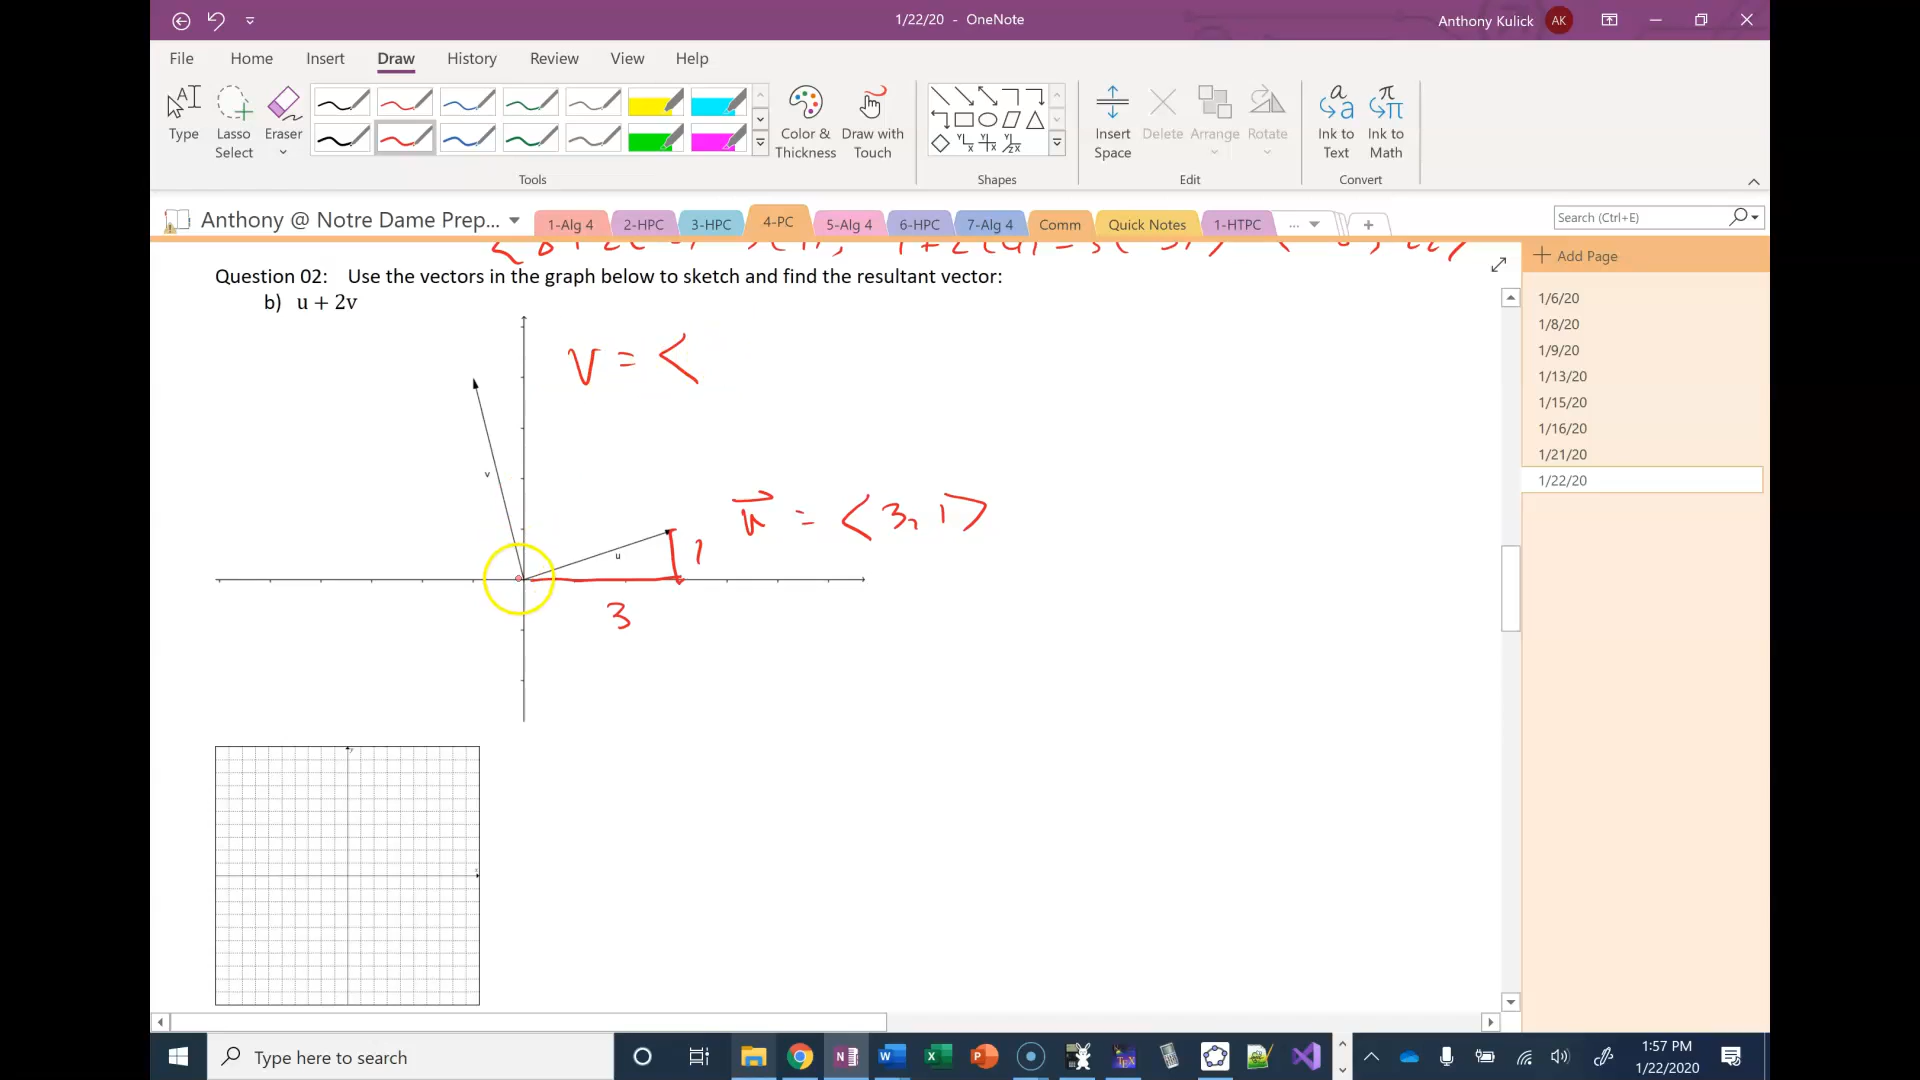 1/22/20 - OneNote
Anthony Kulick AK
File Home Insert Draw History Review View Help
Type
Lasso Select
Eraser
Color & Thickness
Draw with Touch
Insert Space
Delete
Arrange
Rotate
Ink to Text
Ink to Math
Tools
Shapes
Edit
Convert
Anthony @ Notre Dame Prep...
1-Alg 4
2-HPC
3-HPC
4-PC
5-Alg 4
6-HPC
7-Alg 4
Comm
Quick Notes
1-HTPC
...
Search (Ctrl+E)
Add Page
1/6/20
1/8/20
1/9/20
1/13/20
1/15/20
1/16/20
1/21/20
1/22/20
Question 02: Use the vectors in the graph below to sketch and find the resultant vector:
b) u + 2v
V = <
v
u⃗ = <3, 1>
u
1
3
Type here to search
1:57 PM
1/22/2020